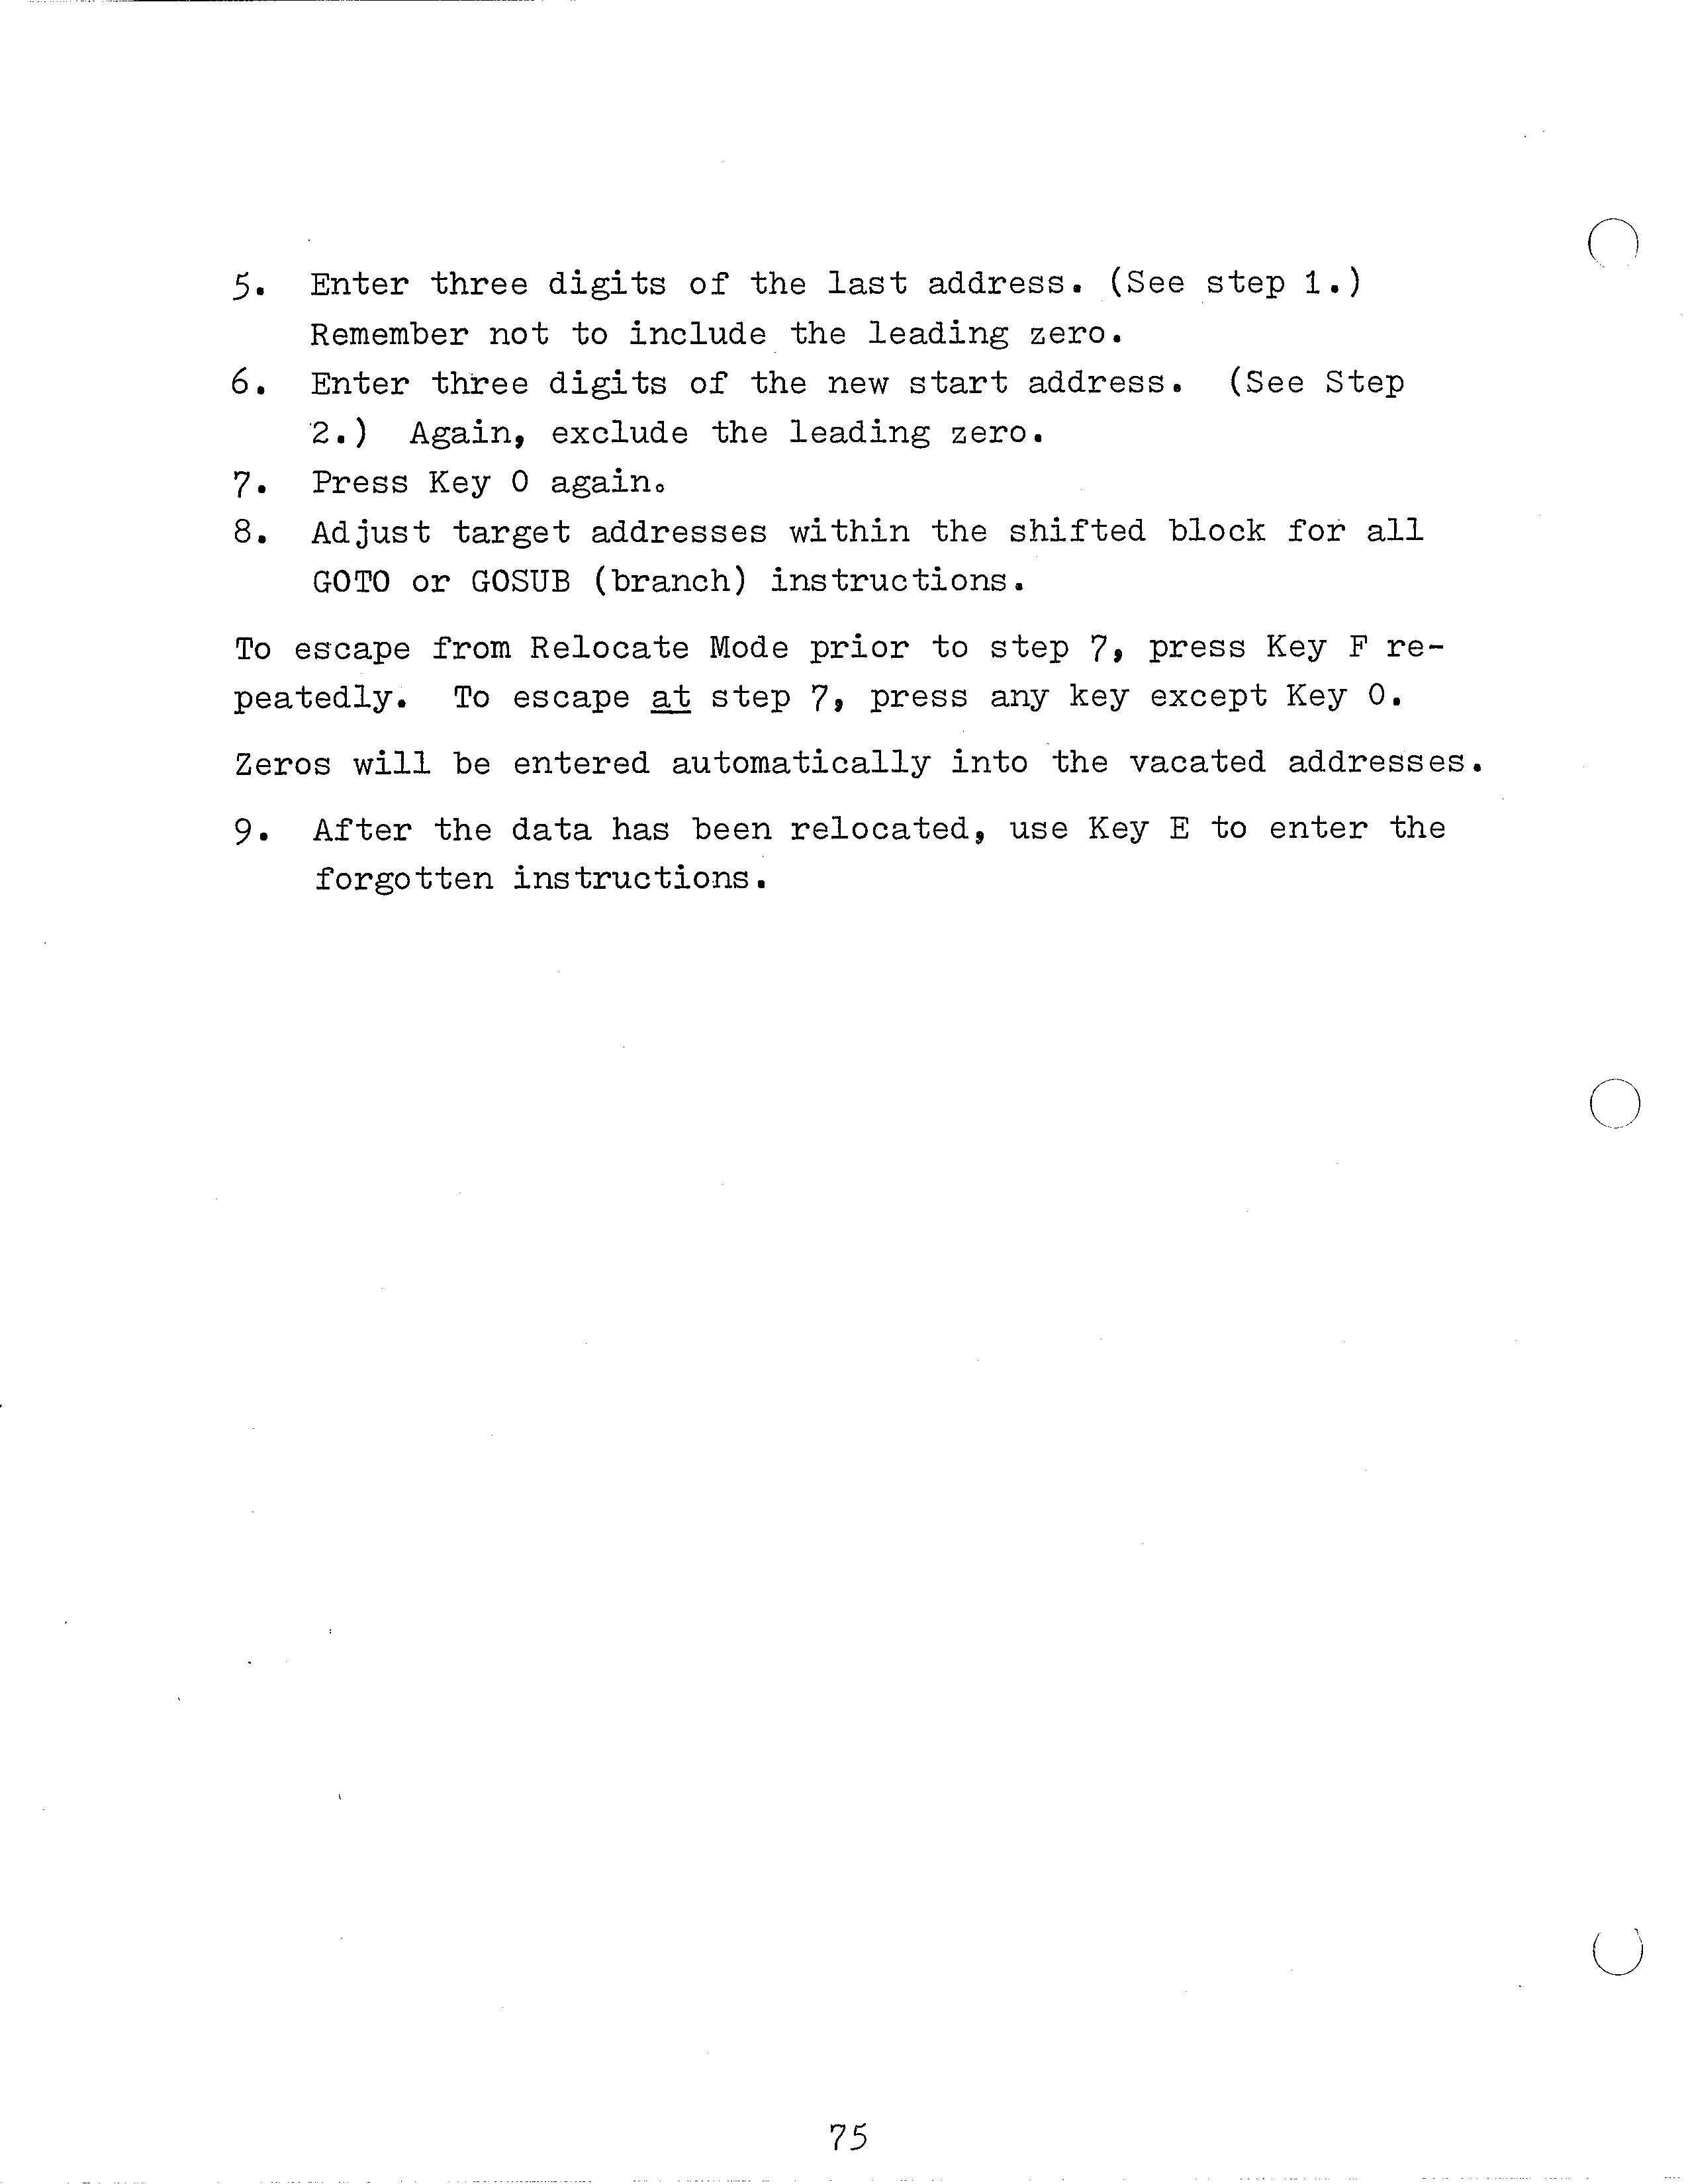 5. Enter three digits of the last address. (See step 1.)
Remember not to include the leading zero.
6. Enter three digits of the new start address. (See Step
2.) Again, exclude the leading zero.
7. Press Key 0 again.
8. Adjust target addresses within the shifted block for all
GOTO or GOSUB (branch) instructions.
To escape from Relocate Mode prior to step 7, press Key F re-
peatedly. To escape at step 7, press any key except Key 0.
Zeros will be entered automatically into the vacated addresses.
9. After the data has been relocated, use Key E to enter the
forgotten instructions.
75